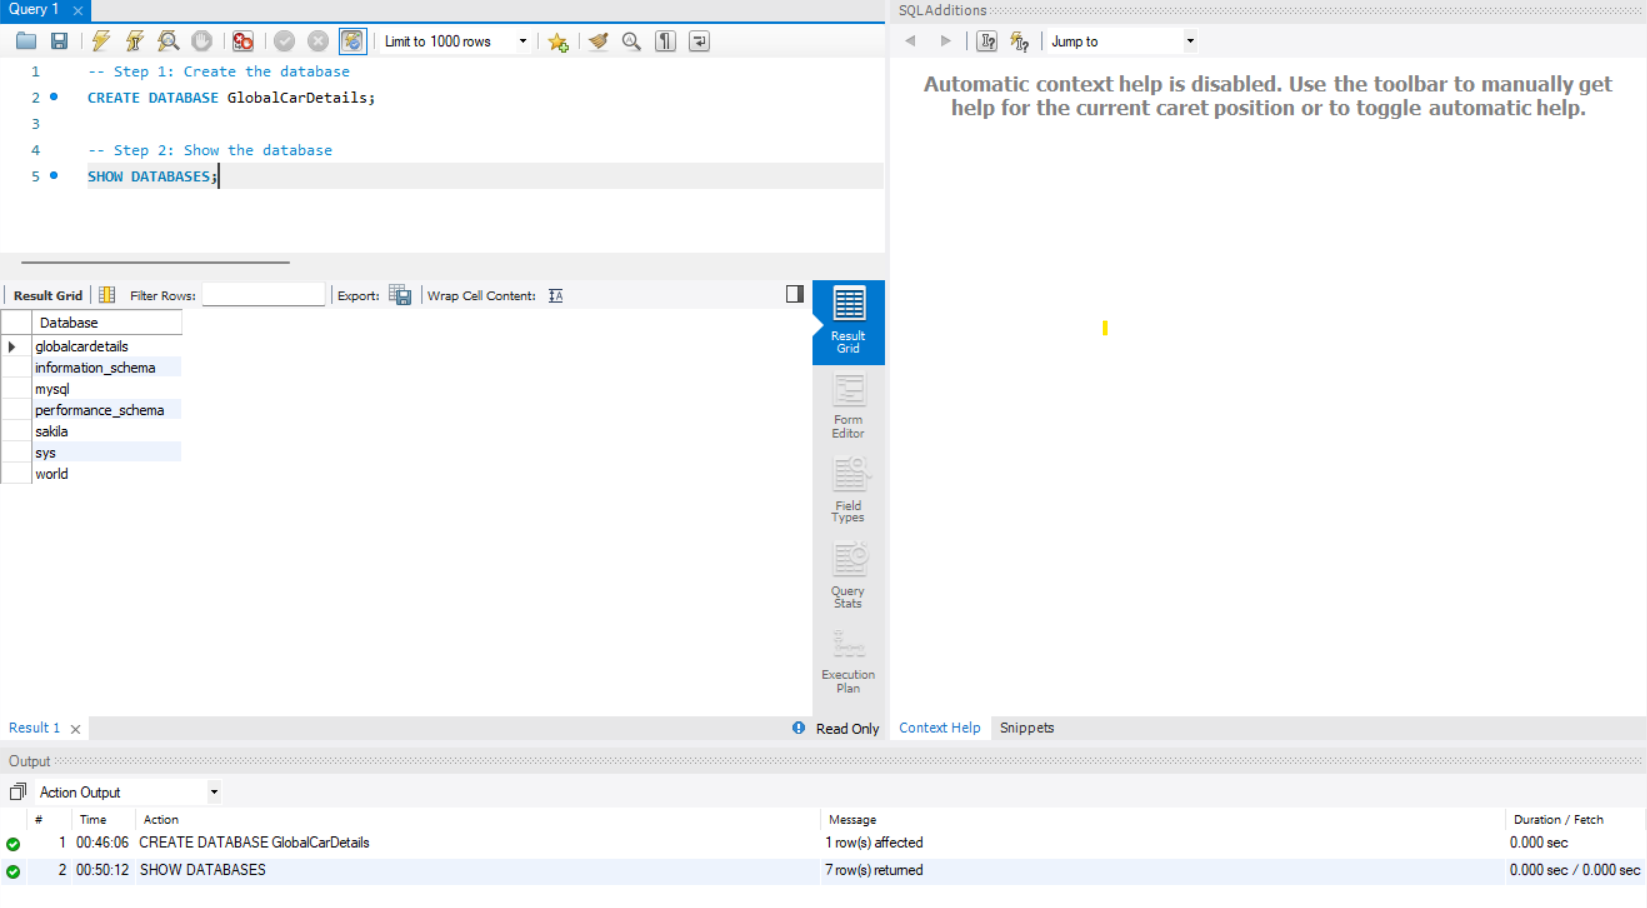 Query 1
Limit to 1000 rows
1 -- Step 1: Create the database
2 CREATE DATABASE GlobalCarDetails;
3
4 -- Step 2: Show the database
5 SHOW DATABASES;
Result Grid Filter Rows: Export: Wrap Cell Content:
Database
globalcardetails
information_schema
mysql
performance_schema
sakila
sys
world
Result
Grid
Form
Editor
Field
Types
Query
Stats
Execution
Plan
Result 1 Read Only
SQLAdditions
Jump to
Automatic context help is disabled. Use the toolbar to manually get
help for the current caret position or to toggle automatic help.
Context Help Snippets
Output
Action Output
# Time Action Message Duration / Fetch
1 00:46:06 CREATE DATABASE GlobalCarDetails 1 row(s) affected 0.000 sec
2 00:50:12 SHOW DATABASES 7 row(s) returned 0.000 sec / 0.000 sec